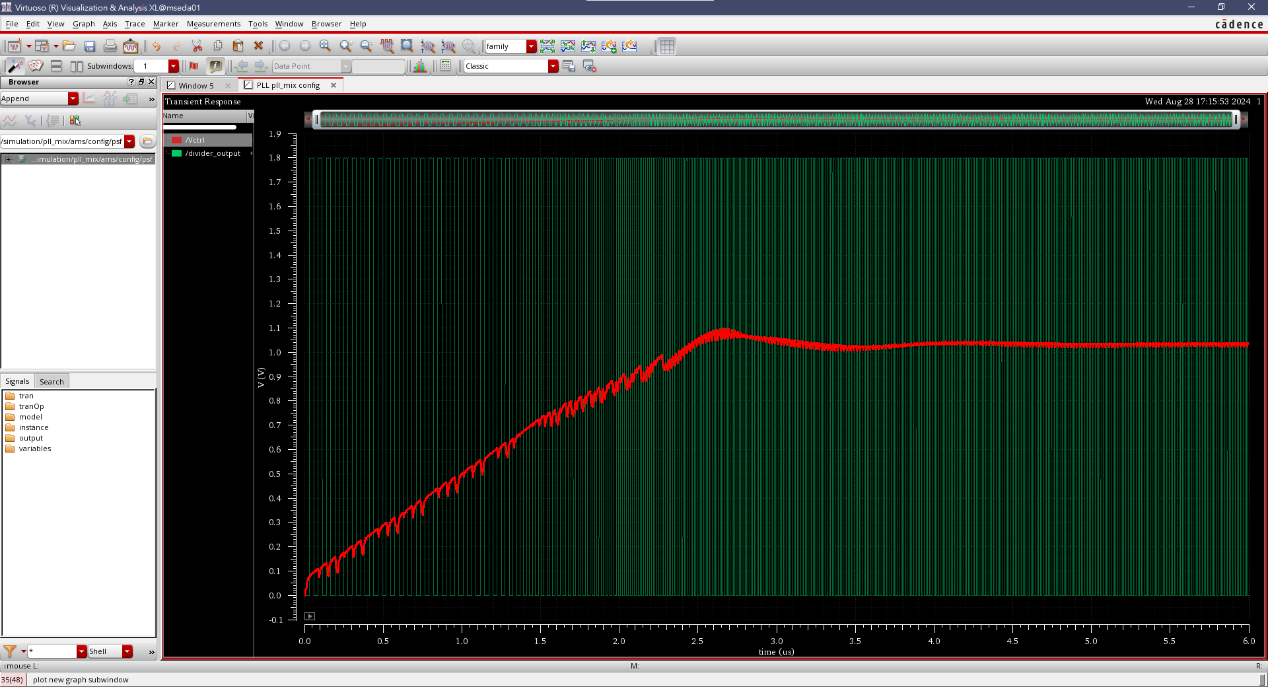 Virtuoso (R) Visualization & Analysis XL@mseda01
File Edit View Graph Axis Trace Marker Measurements Tools Window Browser Help
cādence
family
Subwindows: 1
Data Point
Classic
Browser
Window 5
PLL pll_mix config
Append
/simulation/pll_mix/ams/config/psf
...imulation/pll_mix/ams/config/psf
Signals
Search
tran
tranOp
model
instance
output
variables
*
Shell
Transient Response
Wed Aug 28 17:15:53 2024 1
Name
/Vctrl
/divider_output
V (V)
1.9
1.8
1.7
1.6
1.5
1.4
1.3
1.2
1.1
1.0
0.9
0.8
0.7
0.6
0.5
0.4
0.3
0.2
0.1
0.0
-0.1
0.0 0.5 1.0 1.5 2.0 2.5 3.0 3.5 4.0 4.5 5.0 5.5 6.0
time (us)
mouse L:
M:
R:
35(48)
plot new graph subwindow